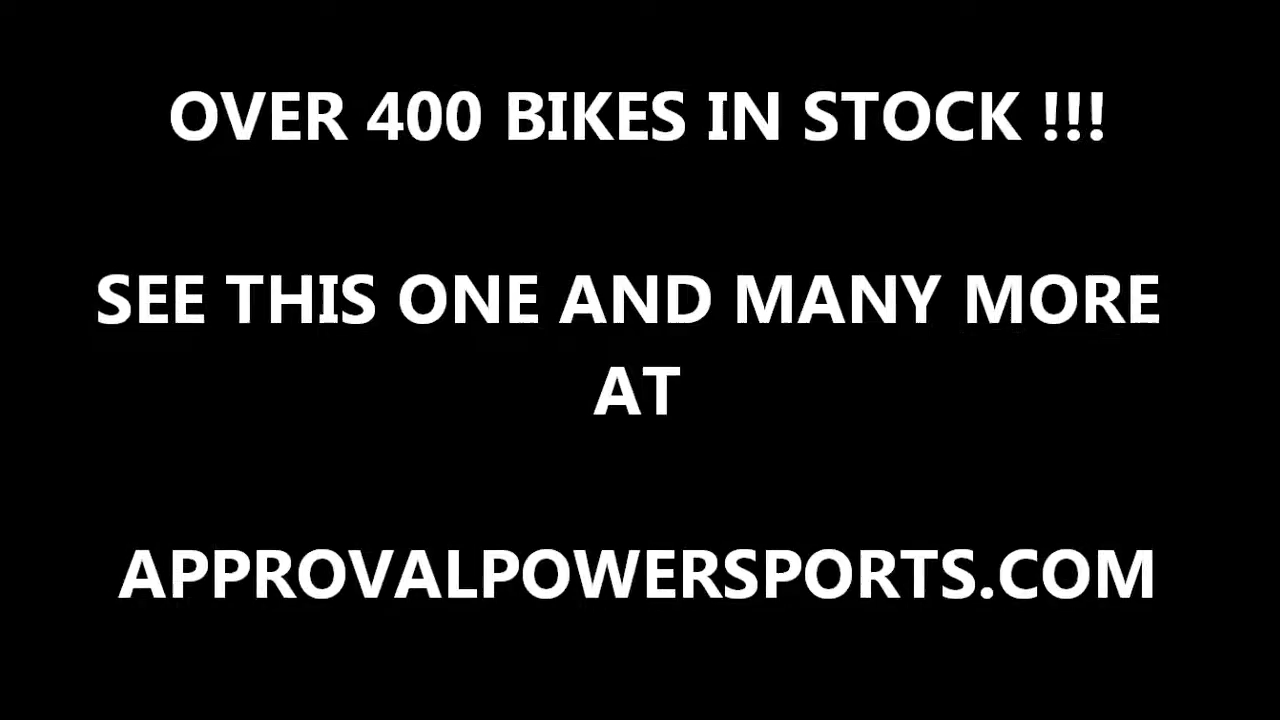 OVER 400 BIKES IN STOCK !!!
SEE THIS ONE AND MANY MORE
AT
APPROVALPOWERSPORTS.COM